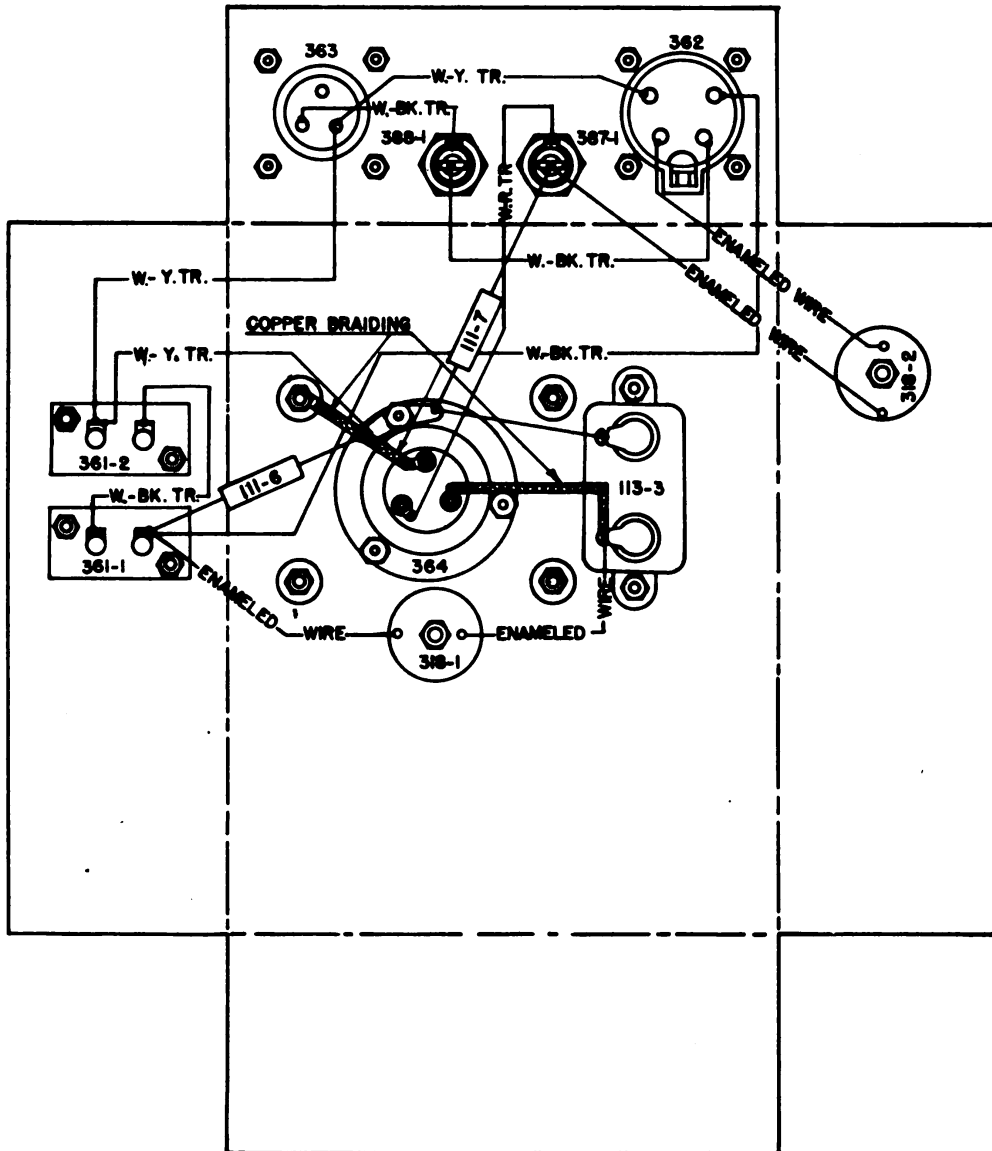 363
362
W.-Y. TR.
W.-BK. TR.
388-1
387-1
W.R.TR
W.-BK. TR.
ENAMELED WIRE
ENAMELED WIRE
W.- Y. TR.
COPPER BRAIDING
111-7
W.-BK. TR.
W.- Y. TR.
318-2
361-2
111-6
W.-BK. TR.
113-3
361-1
364
ENAMELED WIRE
ENAMELED WIRE
318-1